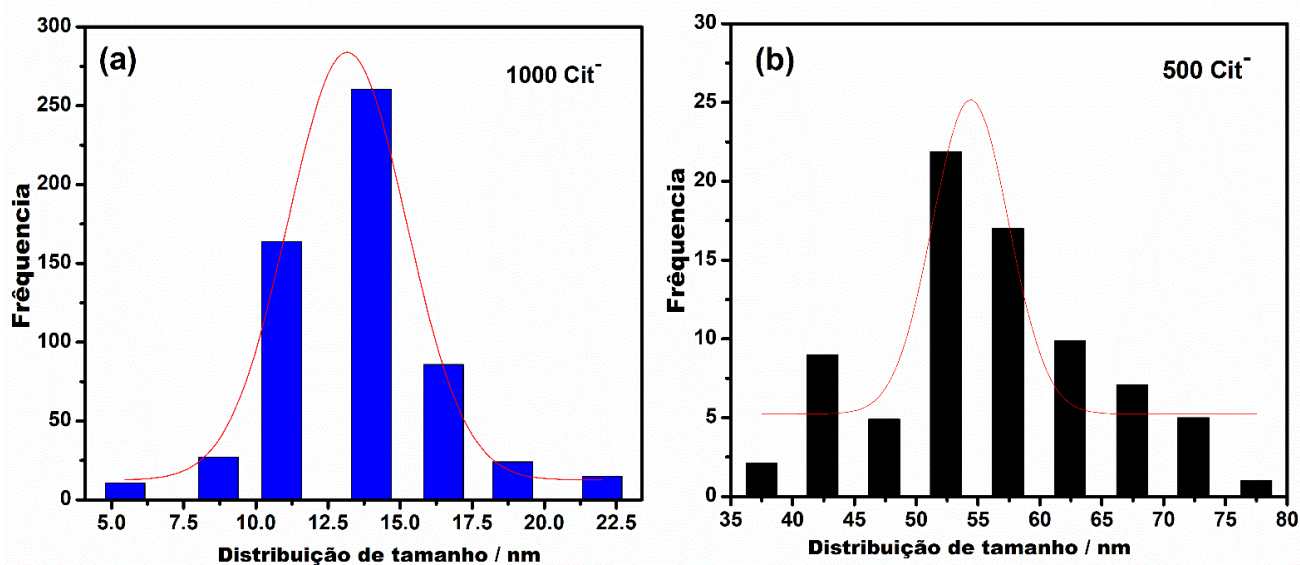 (a)
1000 Cit⁻
Frêquencia
300
250
200
150
100
50
0
5.0 7.5 10.0 12.5 15.0 17.5 20.0 22.5
Distribuição de tamanho / nm
(b)
500 Cit⁻
Frêquencia
30
25
20
15
10
5
0
35 40 45 50 55 60 65 70 75 80
Distribuição de tamanho / nm